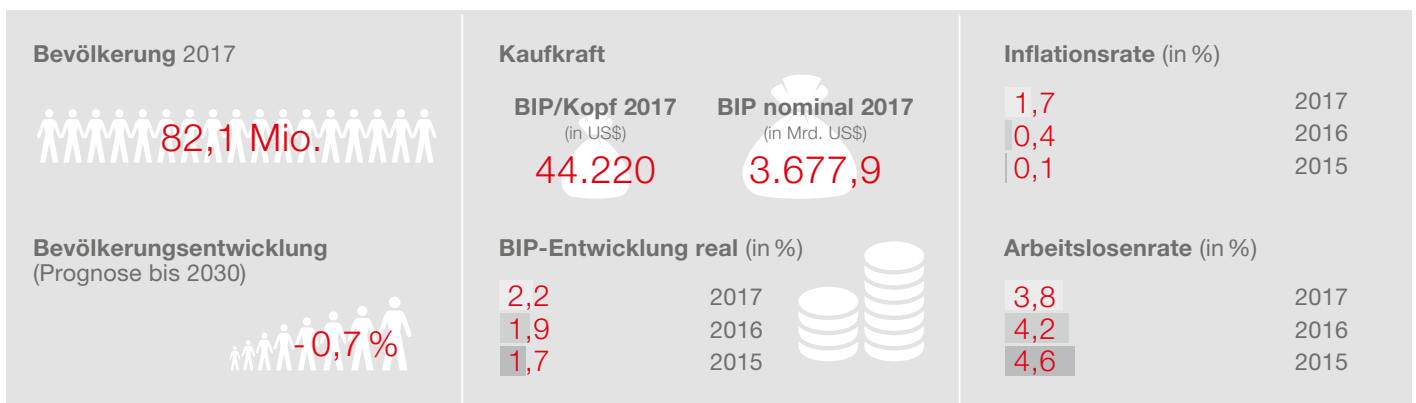 Bevölkerung 2017
82,1 Mio.
Bevölkerungsentwicklung
(Prognose bis 2030)
- 0,7 %
Kaufkraft
BIP/Kopf 2017
(in US$)
44.220
BIP nominal 2017
(in Mrd. US$)
3.677,9
BIP-Entwicklung real (in %)
2,2 2017
1,9 2016
1,7 2015
Inflationsrate (in %)
1,7 2017
0,4 2016
0,1 2015
Arbeitslosenrate (in %)
3,8 2017
4,2 2016
4,6 2015